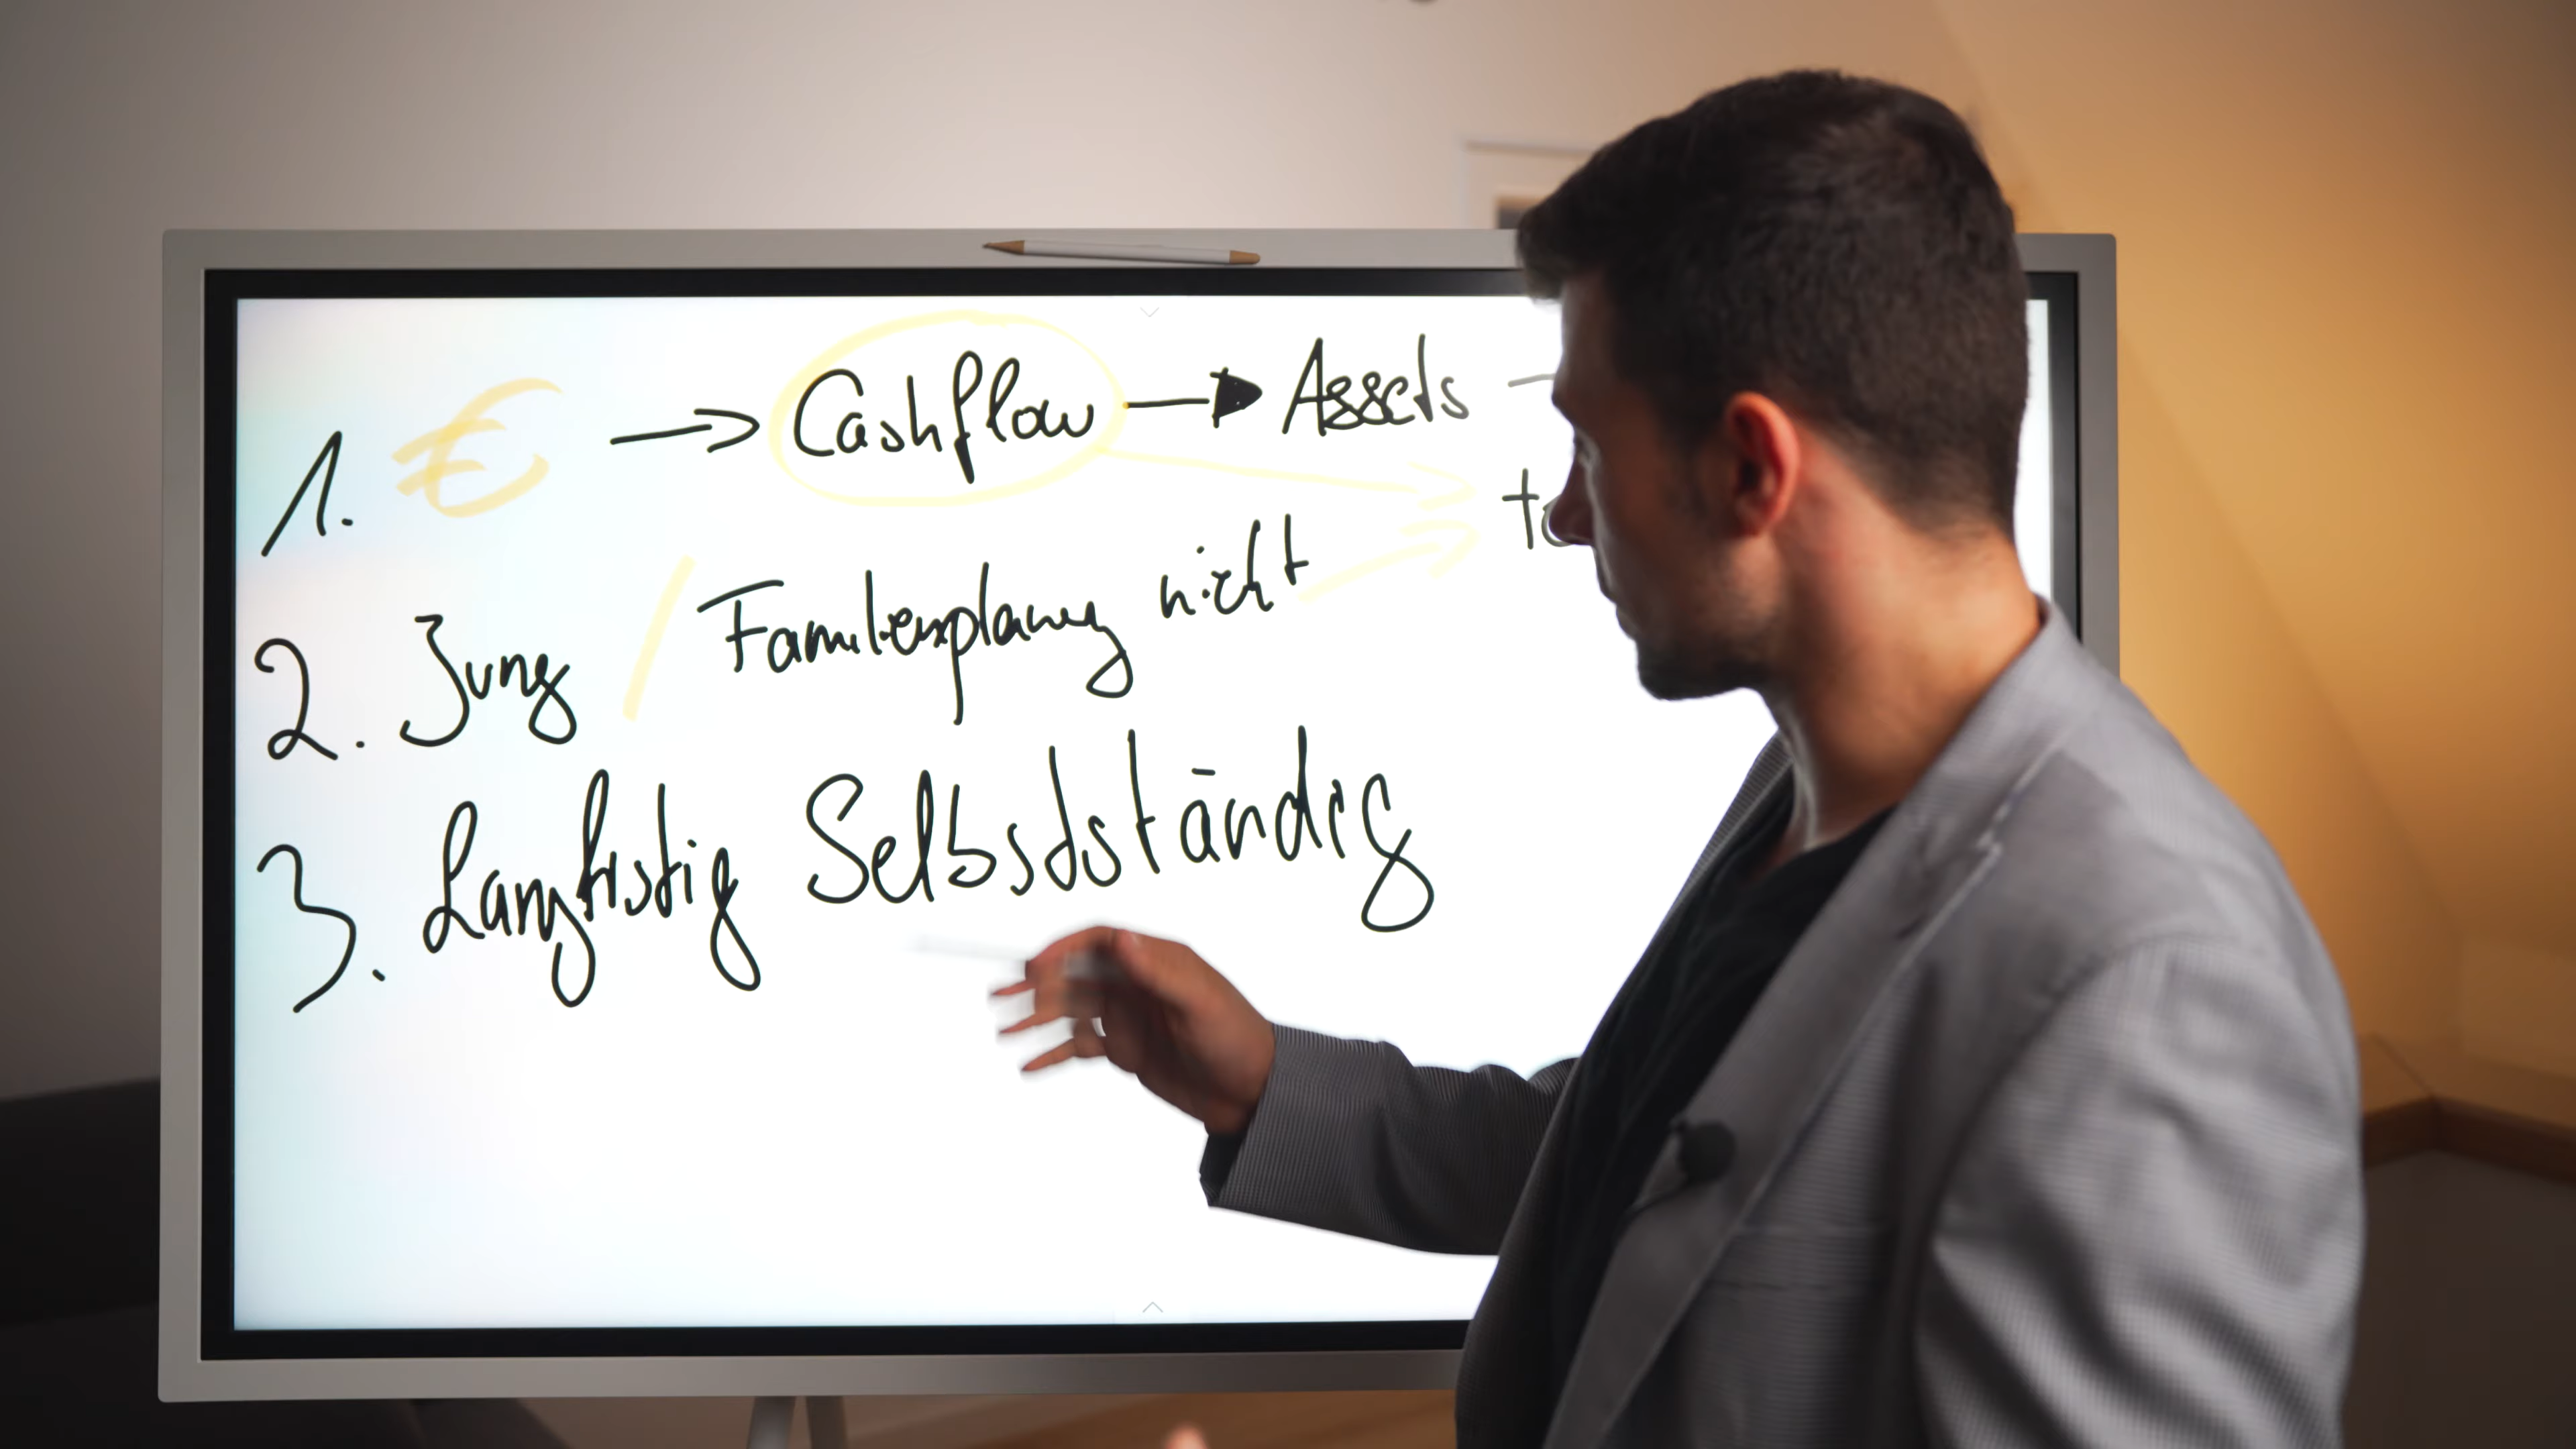 1. € → Cashflow → Assets
2. Jung / Familienplanung nicht
3. Langfristig Selbstständig